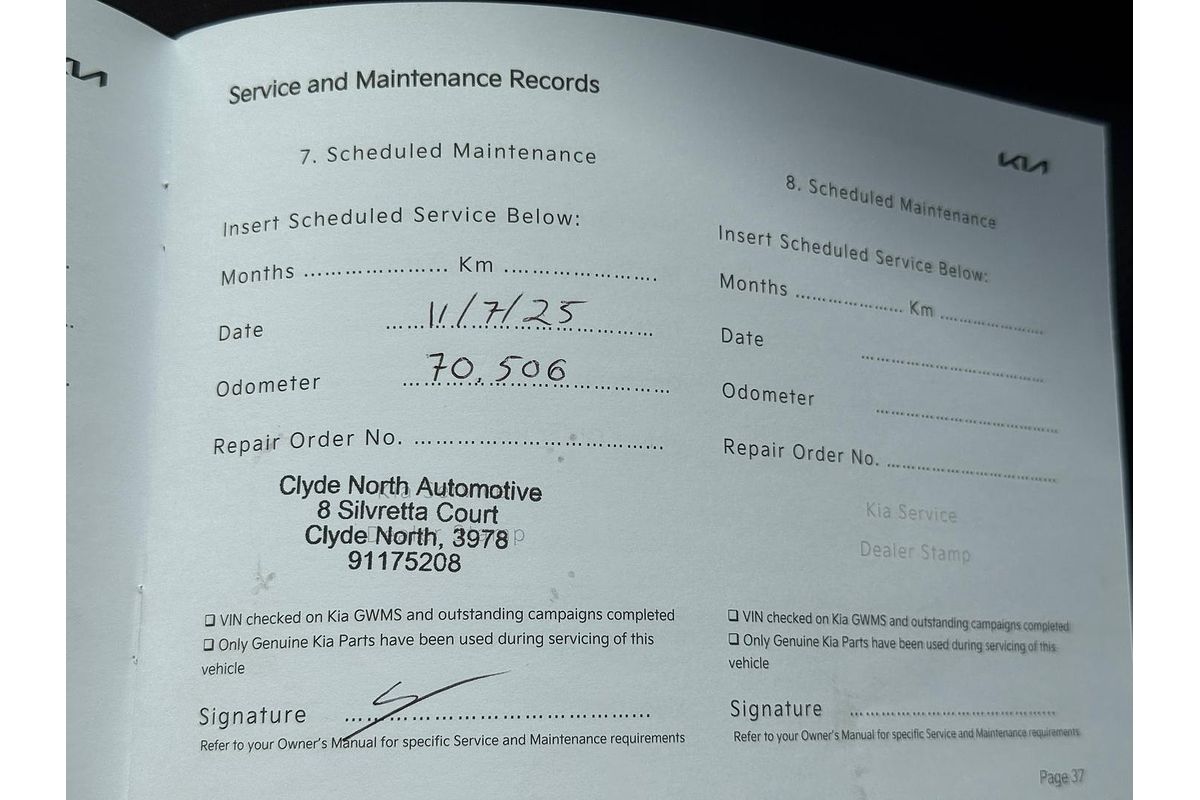 Service and Maintenance Records
7. Scheduled Maintenance
Insert Scheduled Service Below:
Months ...................... Km .......................
Date 11/7/25
Odometer 70,506
Repair Order No. ...................................
Kia Service
Dealer Stamp
Clyde North Automotive
8 Silvretta Court
Clyde North, 3978
91175208
❑ VIN checked on Kia GWMS and outstanding campaigns completed
❑ Only Genuine Kia Parts have been used during servicing of this
vehicle
Signature ...........................................
Refer to your Owner's Manual for specific Service and Maintenance requirements
KIA
8. Scheduled Maintenance
Insert Scheduled Service Below:
Months ...................... Km .......................
Date ...................................
Odometer ...................................
Repair Order No. ...................................
Kia Service
Dealer Stamp
❑ VIN checked on Kia GWMS and outstanding campaigns completed
❑ Only Genuine Kia Parts have been used during servicing of this
vehicle
Signature ...........................................
Refer to your Owner's Manual for specific Service and Maintenance requirements
Page 37